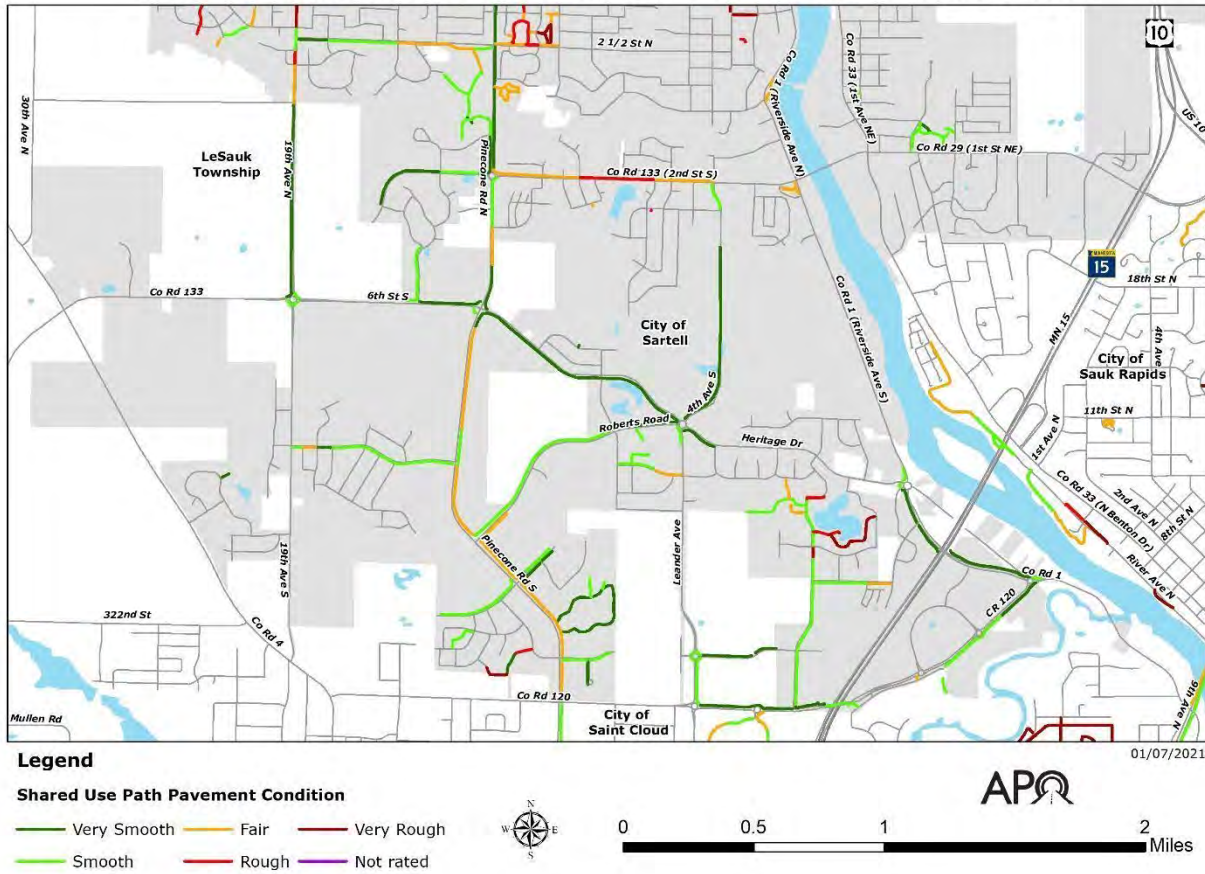 2 1/2 St N
Co Rd 1 (Riverside Ave N)
Co Rd 33 (1st Ave NE)
10
US 10
30th Ave N
LeSauk
Township
19th Ave N
Pinecone Rd N
Co Rd 29 (1st St NE)
Co Rd 133 (2nd St S)
MINNESOTA
15
18th St N
Co Rd 133
6th St S
City of
Sartell
Co Rd 1 (Riverside Ave S)
MN 15
4th Ave
City of
Sauk Rapids
4th Ave S
Roberts Road
11th St N
1st Ave N
Heritage Dr
Co Rd 33 (N Benton Dr)
2nd Ave N
8th St N
Leander Ave
Pinecone Rd S
19th Ave S
River Ave N
Co Rd 1
CR 120
322nd St
Co Rd 4
Co Rd 120
9th Ave N
Mullen Rd
City of
Saint Cloud
01/07/2021
Legend
Shared Use Path Pavement Condition
Very Smooth
Fair
Very Rough
Smooth
Rough
Not rated
N
W
E
S
APO
0
0.5
1
2
Miles